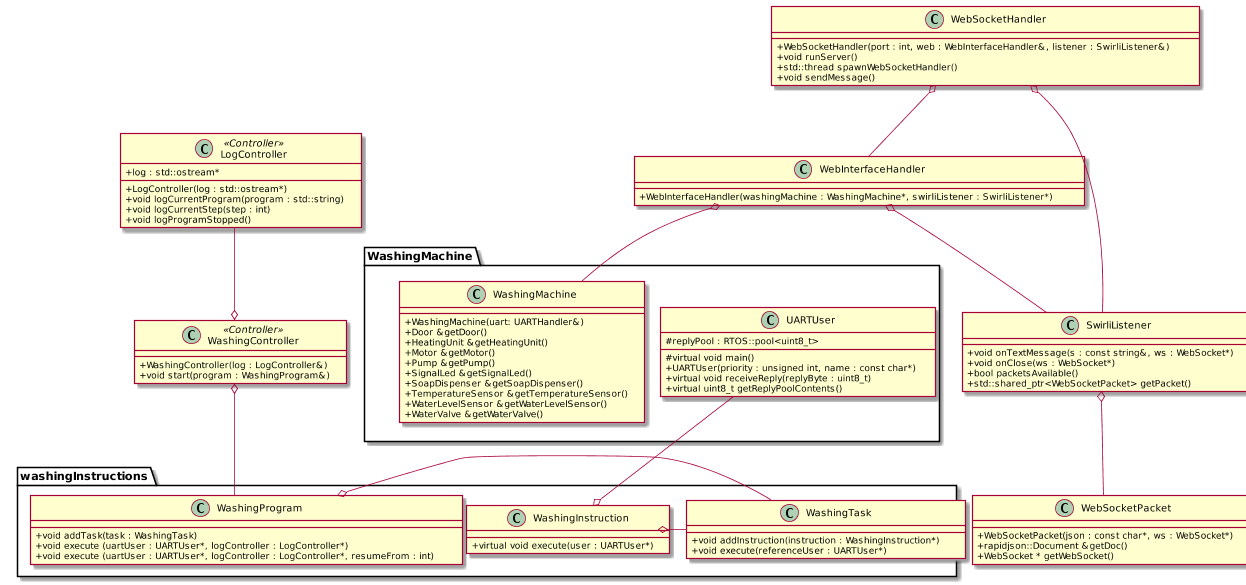 C WebSocketHandler
+WebSocketHandler(port : int, web : WebInterfaceHandler&, listener : SwirliListener&)
+void runServer()
+std::thread spawnWebSocketHandler()
+void sendMessage()
C «Controller»
LogController
+log : std::ostream*
+LogController(log : std::ostream*)
+void logCurrentProgram(program : std::string)
+void logCurrentStep(step : int)
+void logProgramStopped()
C WebInterfaceHandler
+WebInterfaceHandler(washingMachine : WashingMachine*, swirliListener : SwirliListener*)
WashingMachine
C WashingMachine
+WashingMachine(uart: UARTHandler&)
+Door &getDoor()
+HeatingUnit &getHeatingUnit()
+Motor &getMotor()
+Pump &getPump()
+SignalLed &getSignalLed()
+SoapDispenser &getSoapDispenser()
+TemperatureSensor &getTemperatureSensor()
+WaterLevelSensor &getWaterLevelSensor()
+WaterValve &getWaterValve()
C UARTUser
#replyPool : RTOS::pool<uint8_t>
#virtual void main()
+UARTUser(priority : unsigned int, name : const char*)
+virtual void receiveReply(replyByte : uint8_t)
+virtual uint8_t getReplyPoolContents()
C SwirliListener
+void onTextMessage(s : const string&, ws : WebSocket*)
+void onClose(ws : WebSocket*)
+bool packetsAvailable()
+std::shared_ptr<WebSocketPacket> getPacket()
C «Controller»
WashingController
+WashingController(log : LogController&)
+void start(program : WashingProgram&)
washingInstructions
C WashingProgram
+void addTask(task : WashingTask)
+void execute (uartUser : UARTUser*, logController : LogController*)
+void execute (uartUser : UARTUser*, logController : LogController*, resumeFrom : int)
C WashingInstruction
+virtual void execute(user : UARTUser*)
C WashingTask
+void addInstruction(instruction : WashingInstruction*)
+void execute(referenceUser : UARTUser*)
C WebSocketPacket
+WebSocketPacket(json : const char*, ws : WebSocket*)
+rapidjson::Document &getDoc()
+WebSocket * getWebSocket()